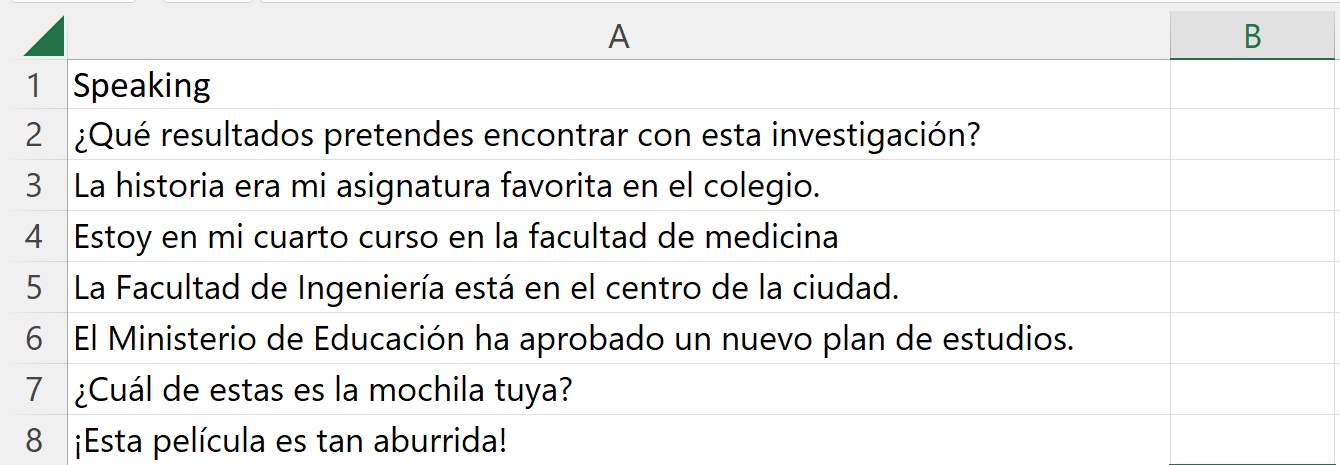 A B
1 Speaking
2 ¿Qué resultados pretendes encontrar con esta investigación?
3 La historia era mi asignatura favorita en el colegio.
4 Estoy en mi cuarto curso en la facultad de medicina
5 La Facultad de Ingeniería está en el centro de la ciudad.
6 El Ministerio de Educación ha aprobado un nuevo plan de estudios.
7 ¿Cuál de estas es la mochila tuya?
8 ¡Esta película es tan aburrida!